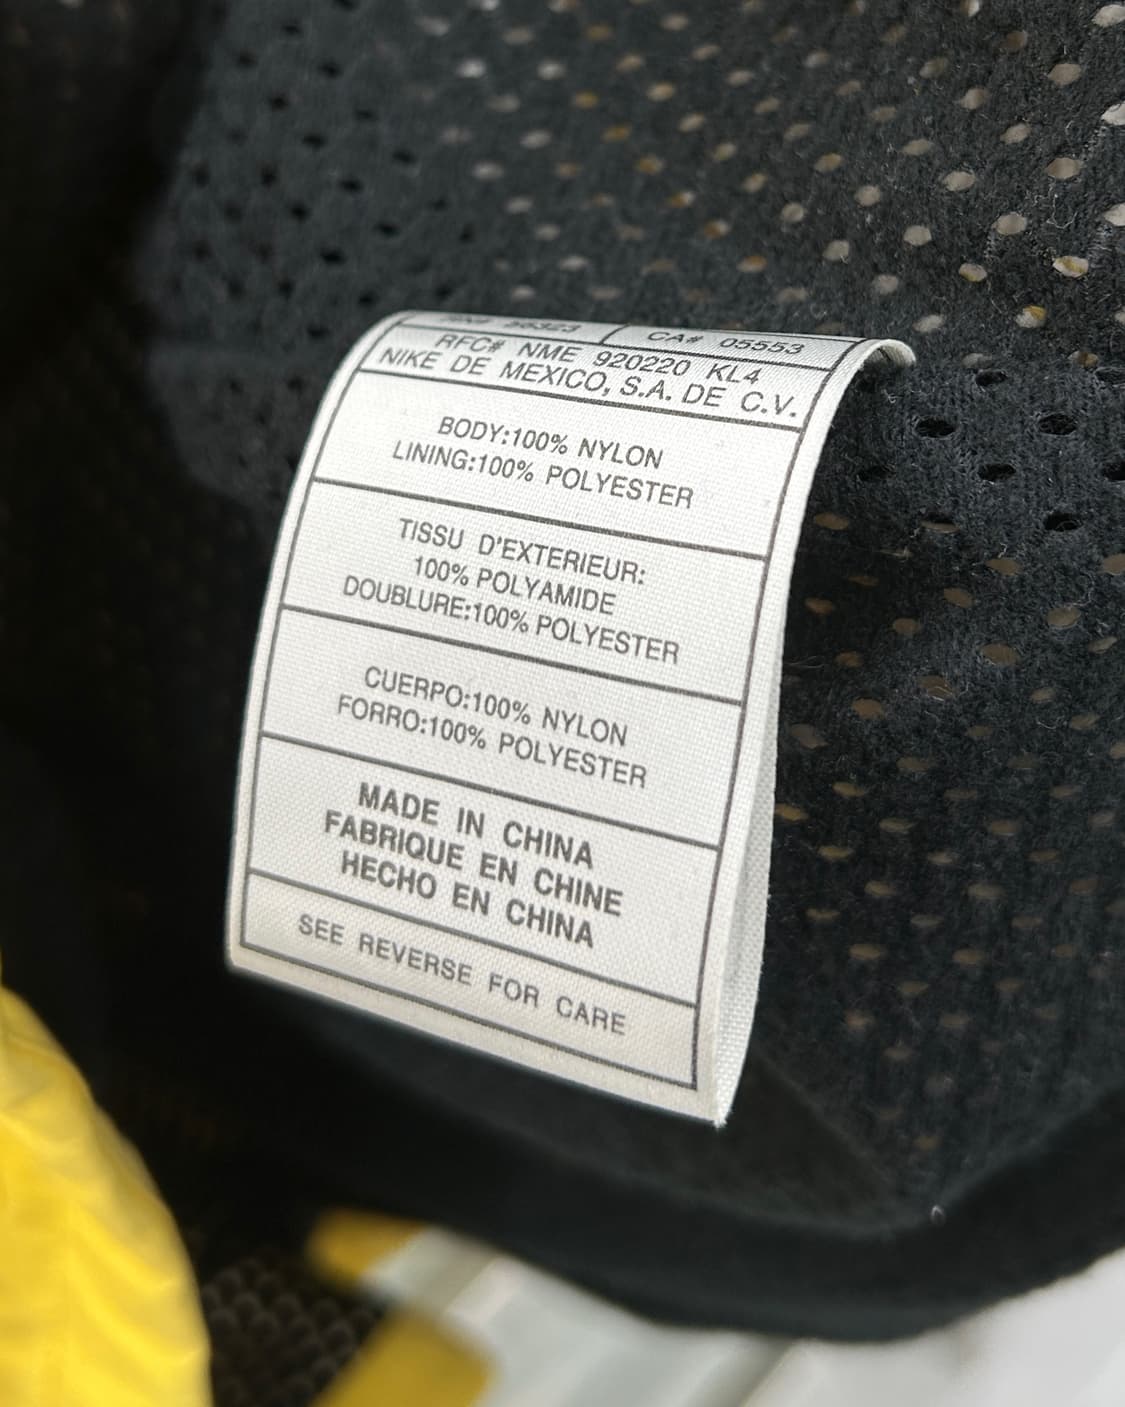 56323
CA# 05553
RFC# NME 920220 KL4
NIKE DE MEXICO, S.A. DE C.V.
BODY:100% NYLON
LINING:100% POLYESTER
TISSU D'EXTERIEUR:
100% POLYAMIDE
DOUBLURE:100% POLYESTER
CUERPO:100% NYLON
FORRO:100% POLYESTER
MADE IN CHINA
FABRIQUE EN CHINE
HECHO EN CHINA
SEE REVERSE FOR CARE